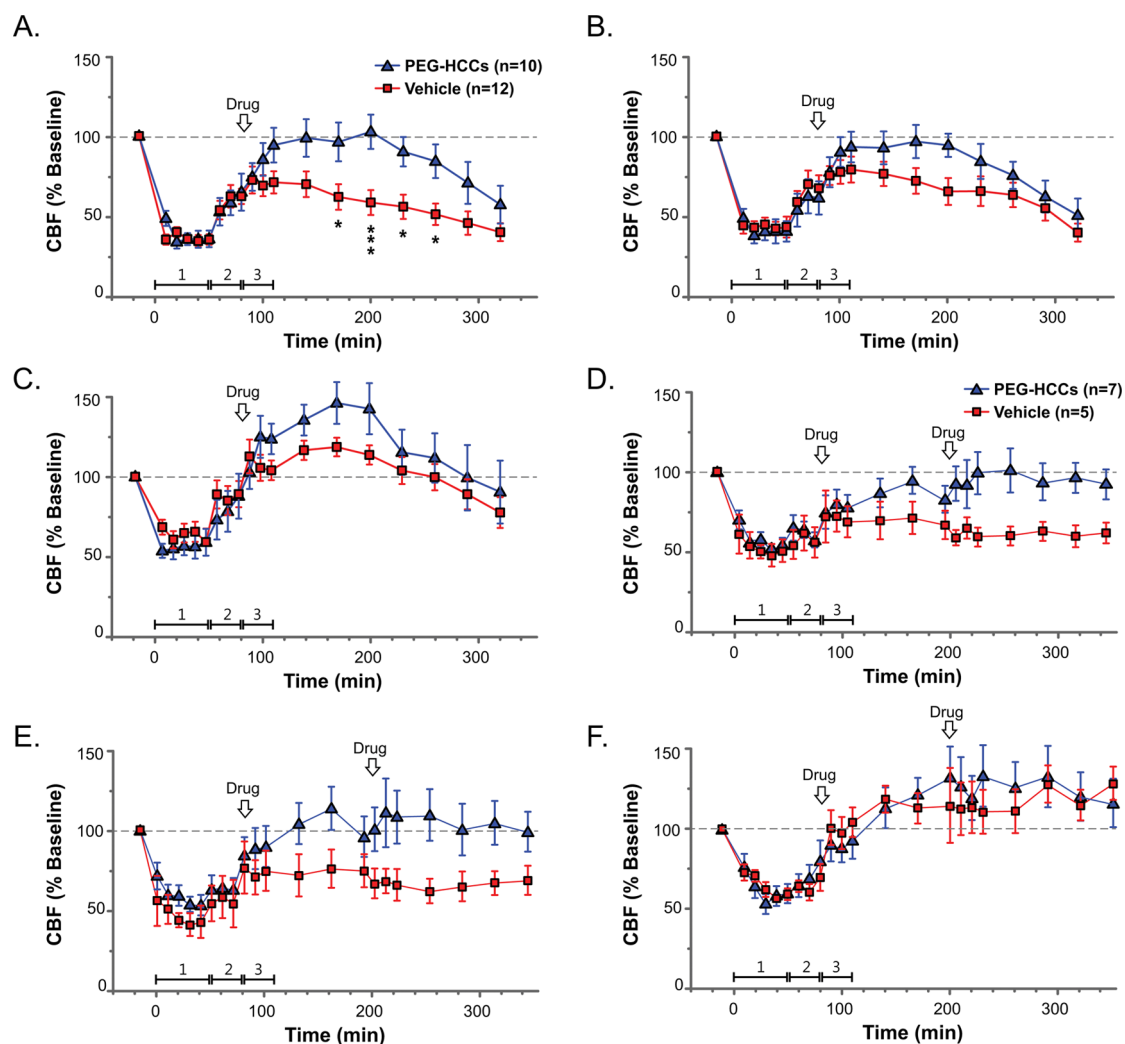 A.
150
100
50
0
CBF (% Baseline)
PEG-HCCs (n=10)
Vehicle (n=12)
Drug
*
*
*
*
*
*
1 2 3
0 100 200 300
Time (min)
B.
150
100
50
0
CBF (% Baseline)
Drug
1 2 3
0 100 200 300
Time (min)
C.
150
100
50
0
CBF (% Baseline)
Drug
1 2 3
0 100 200 300
Time (min)
D.
150
100
50
0
CBF (% Baseline)
PEG-HCCs (n=7)
Vehicle (n=5)
Drug Drug
1 2 3
0 100 200 300
Time (min)
E.
150
100
50
0
CBF (% Baseline)
Drug Drug
1 2 3
0 100 200 300
Time (min)
F.
150
100
50
0
CBF (% Baseline)
Drug Drug
1 2 3
0 100 200 300
Time (min)